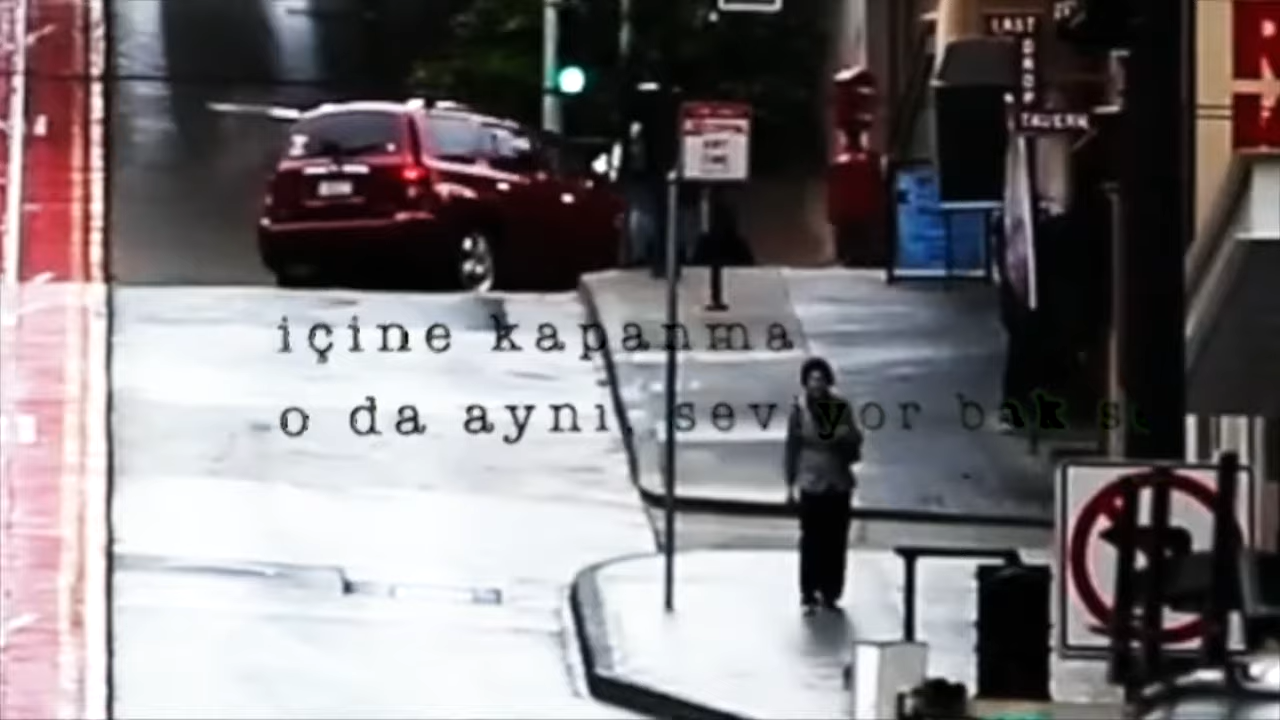 LAST
DROP
TAVERN
içine kapanma
o da aynı, seviyor bak